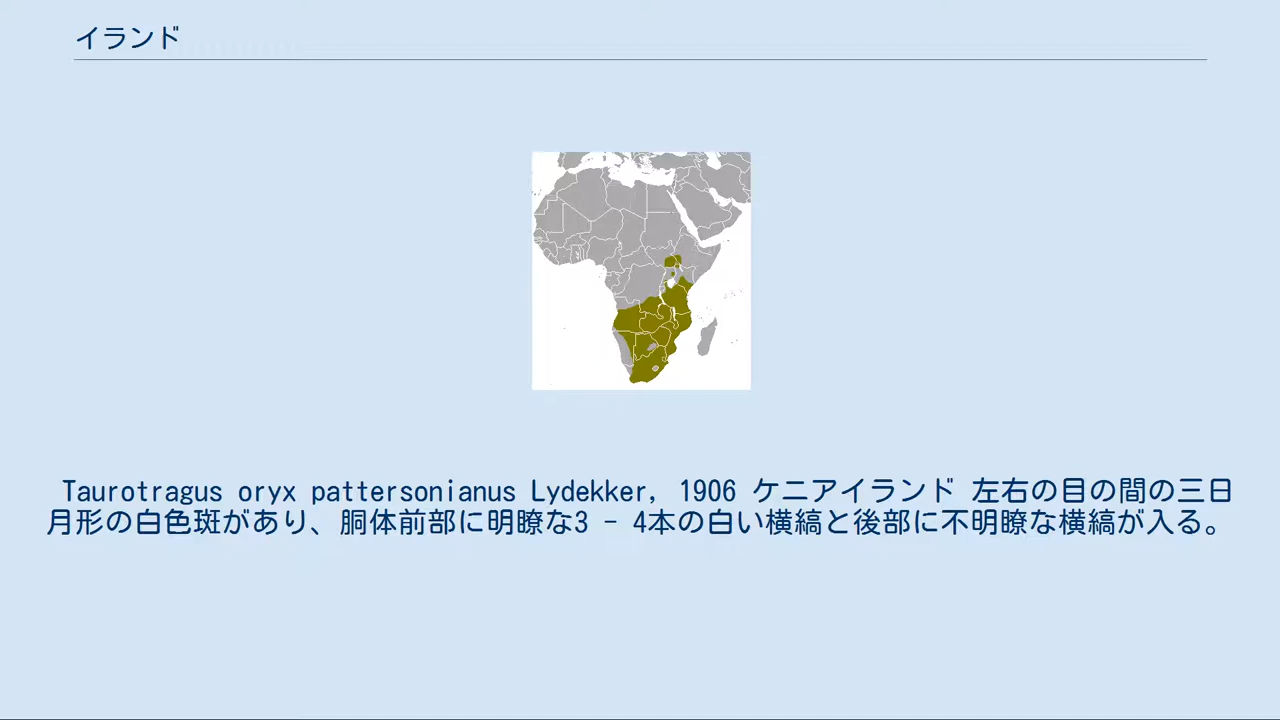 イランド
Taurotragus oryx pattersonianus Lydekker, 1906 ケニアイランド 左右の目の間の三日
月形の白色斑があり、胴体前部に明瞭な3 - 4本の白い横縞と後部に不明瞭な横縞が入る。